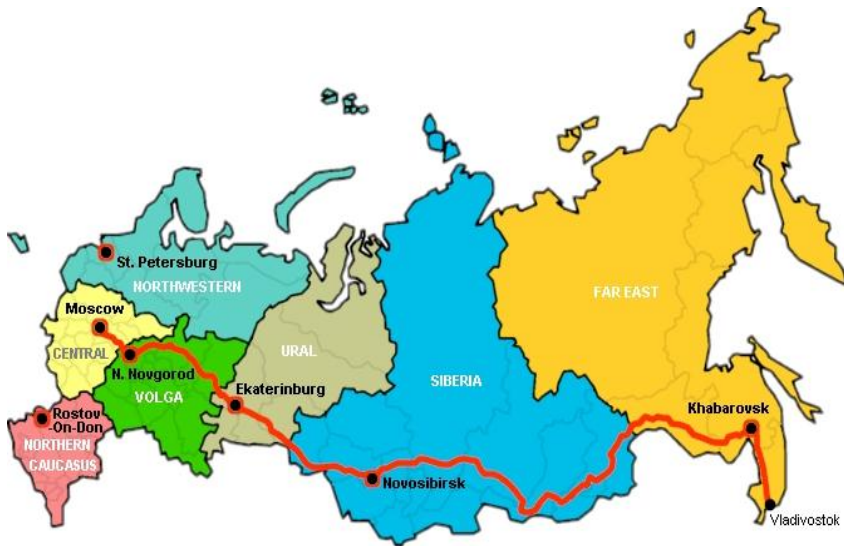 St. Petersburg
NORTHWESTERN
Moscow
CENTRAL
N. Novgorod
VOLGA
URAL
Ekaterinburg
Rostov
-On-Don
NORTHERN
CAUCASUS
SIBERIA
Novosibirsk
FAR EAST
Khabarovsk
Vladivostok